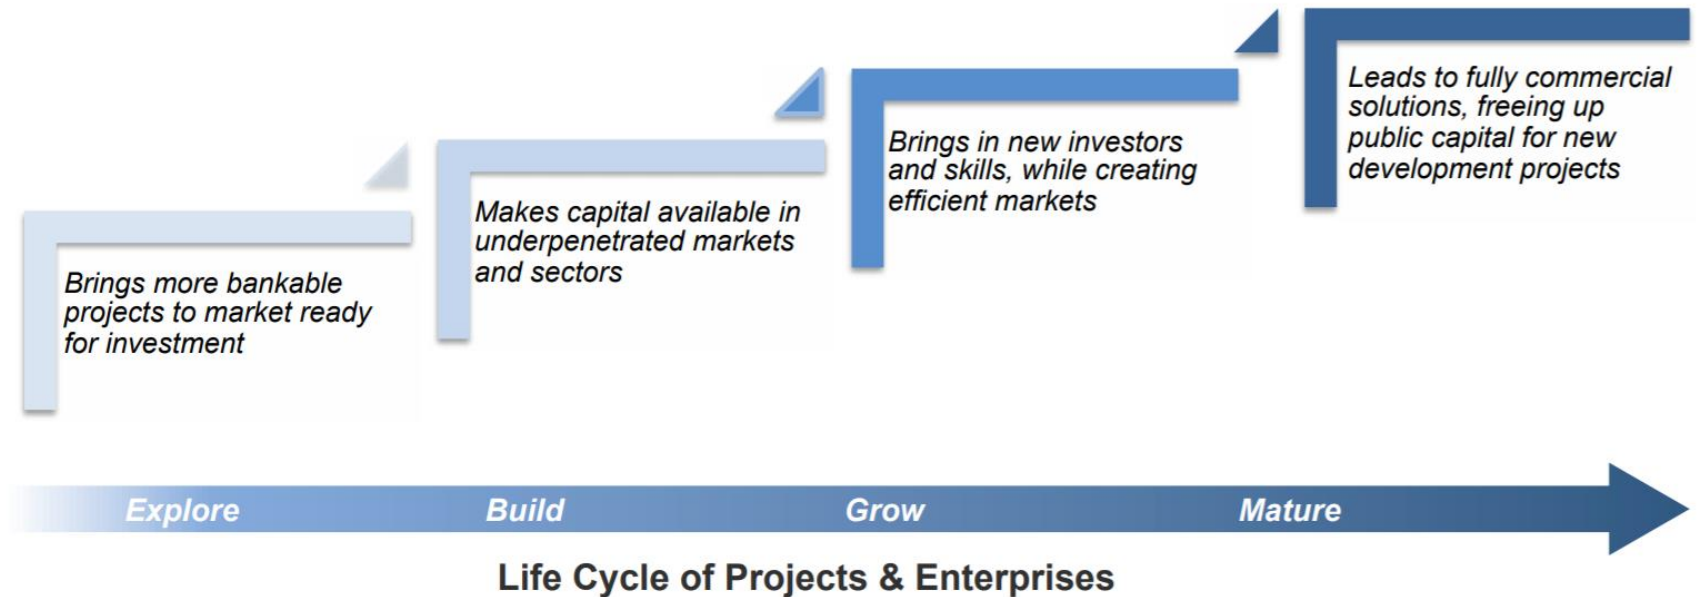 Brings more bankable
projects to market ready
for investment
Makes capital available in
underpenetrated markets
and sectors
Brings in new investors
and skills, while creating
efficient markets
Leads to fully commercial
solutions, freeing up
public capital for new
development projects
Explore
Build
Grow
Mature
Life Cycle of Projects & Enterprises